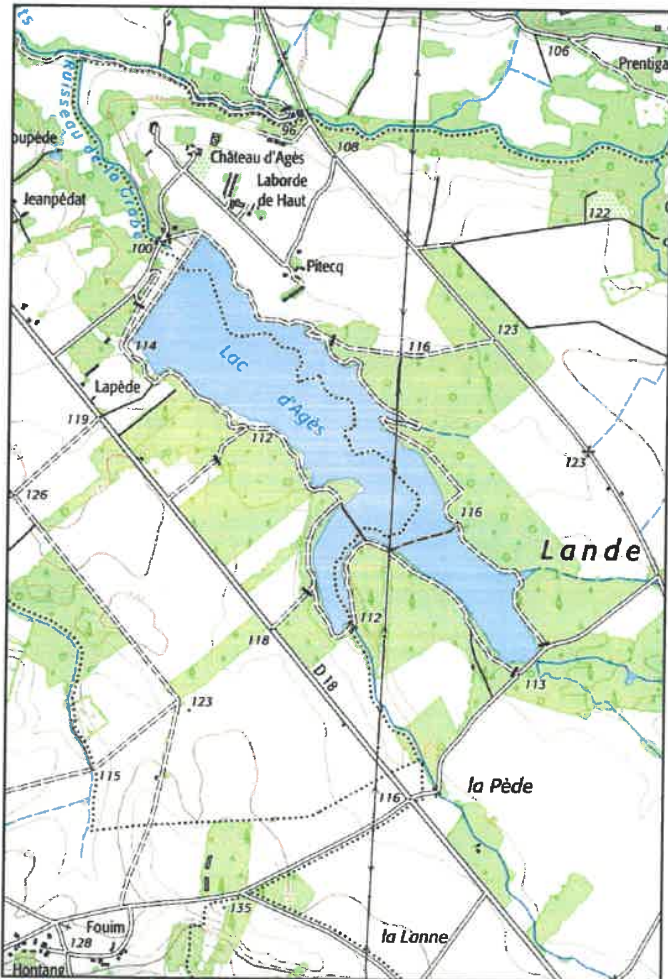 ts
106
Prentiga
Ruisseau de la Grabe
96
oupède
Château d'Agès
108
Laborde
de Haut
Jeanpédat
122
100
Pitecq
123
116
114
Lac
d'Agès
Lapède
119
112
123
126
116
Lande
112
118
113
D 18
123
115
la Pède
116
135
la Lanne
Fouim
128
Hontang